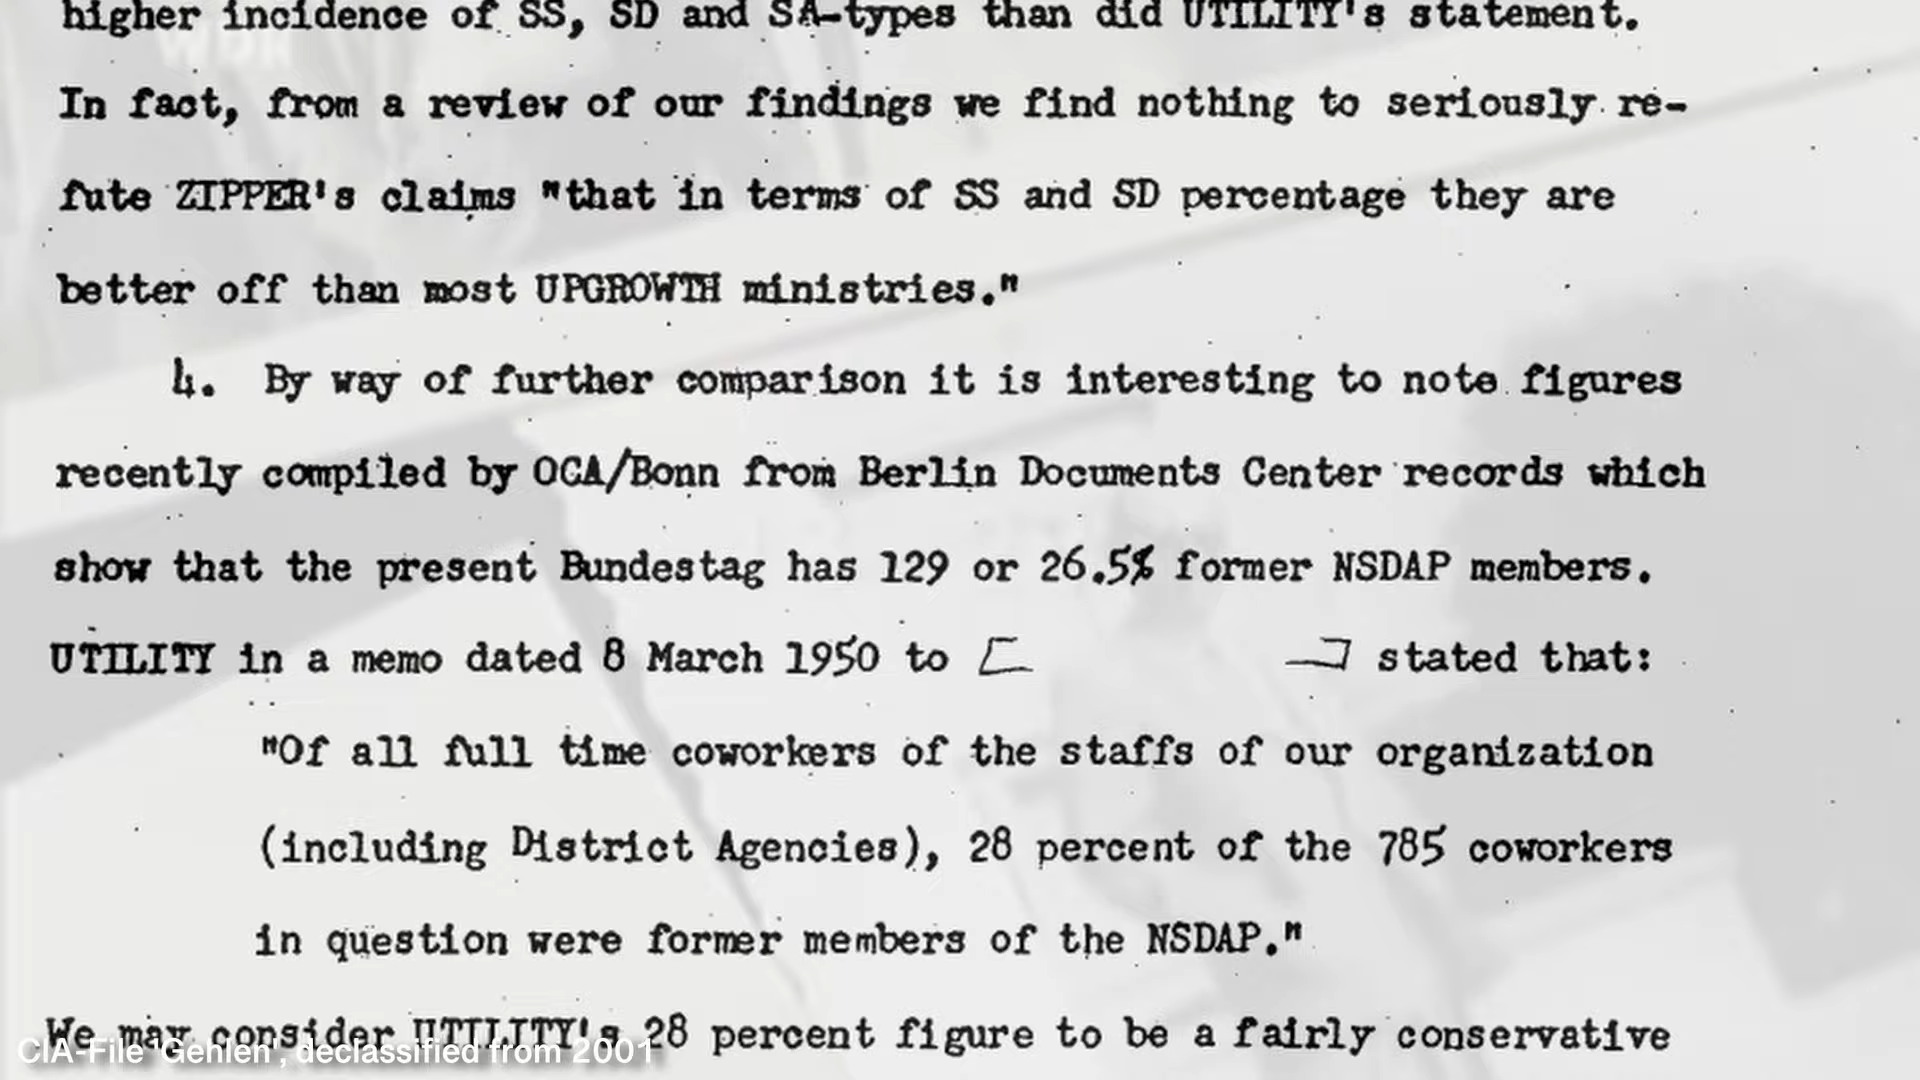 higher incidence of SS, SD and SA-types than did UTILITY's statement.
In fact, from a review of our findings we find nothing to seriously re-
fute ZIPPER's claims "that in terms of SS and SD percentage they are
better off than most UPGROWTH ministries."
4. By way of further comparison it is interesting to note figures
recently compiled by OCA/Bonn from Berlin Documents Center records which
show that the present Bundestag has 129 or 26.5% former NSDAP members.
UTILITY in a memo dated 8 March 1950 to [ ] stated that:
"Of all full time coworkers of the staffs of our organization
(including District Agencies), 28 percent of the 785 coworkers
in question were former members of the NSDAP."
We may consider UTILITY's 28 percent figure to be a fairly conservative
CIA-File 'Gehlen', declassified from 2001